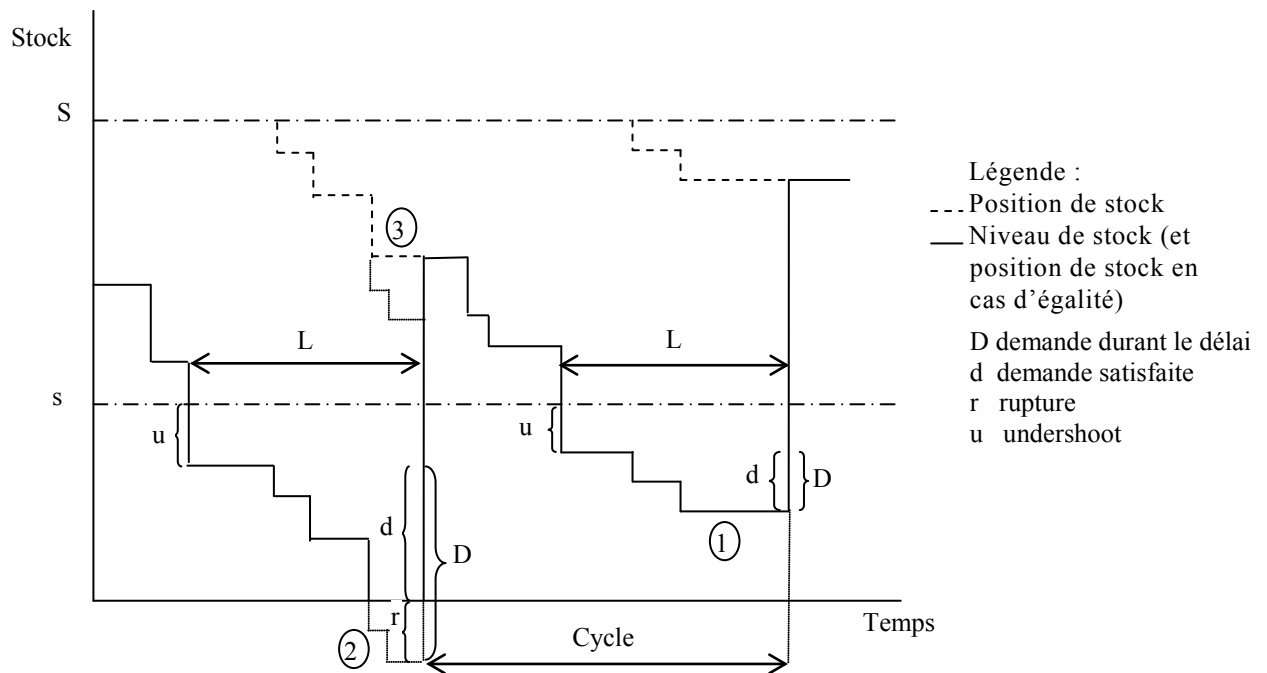 Stock
S
③
L
L
s
u
u
d
D
d
D
①
r
②
Cycle
Temps
Légende :
Position de stock
Niveau de stock (et
position de stock en
cas d’égalité)
D demande durant le délai
d demande satisfaite
r rupture
u undershoot